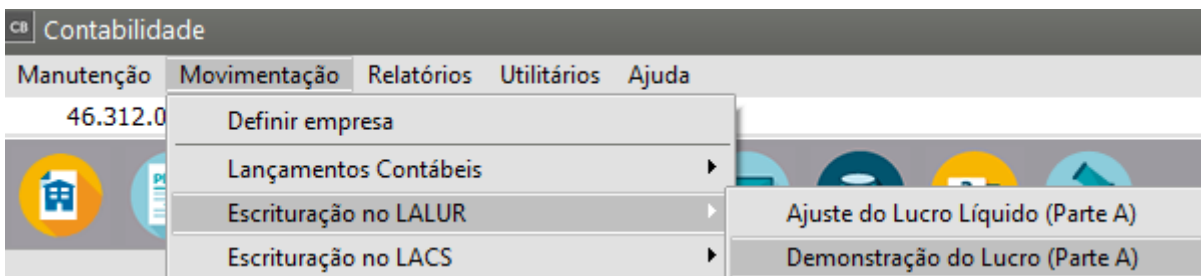 CB Contabilidade
Manutenção Movimentação Relatórios Utilitários Ajuda
46.312.0
Definir empresa
Lançamentos Contábeis
Escrituração no LALUR
Ajuste do Lucro Líquido (Parte A)
Escrituração no LACS
Demonstração do Lucro (Parte A)